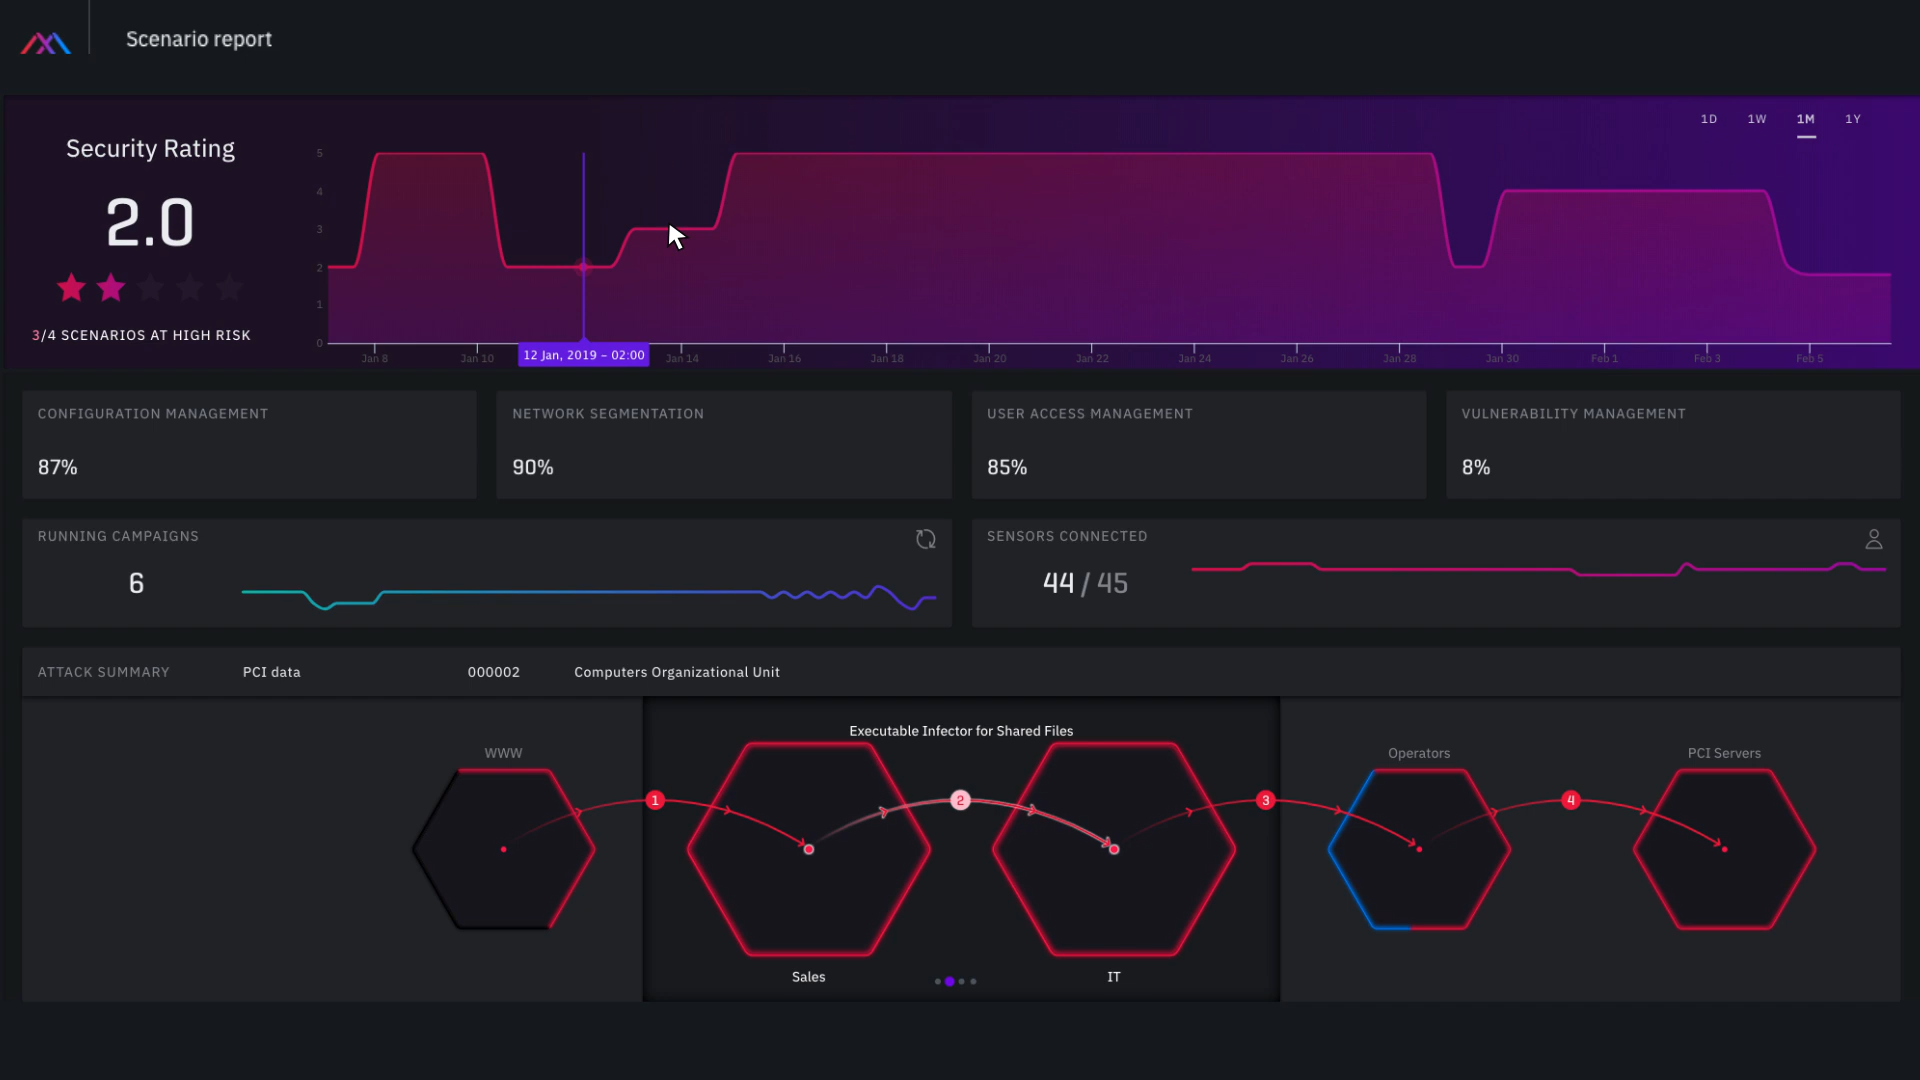 Scenario report
1D 1W 1M 1Y
Security Rating
2.0
3/4 SCENARIOS AT HIGH RISK
5
4
3
2
1
0
Jan 8 Jan 10 12 Jan, 2019 – 02:00 Jan 14 Jan 16 Jan 18 Jan 20 Jan 22 Jan 24 Jan 26 Jan 28 Jan 30 Feb 1 Feb 3 Feb 5
CONFIGURATION MANAGEMENT
87%
NETWORK SEGMENTATION
90%
USER ACCESS MANAGEMENT
85%
VULNERABILITY MANAGEMENT
8%
RUNNING CAMPAIGNS
6
SENSORS CONNECTED
44 / 45
ATTACK SUMMARY PCI data 000002 Computers Organizational Unit
Executable Infector for Shared Files
WWW
Operators
PCI Servers
1 2 3 4
Sales
IT